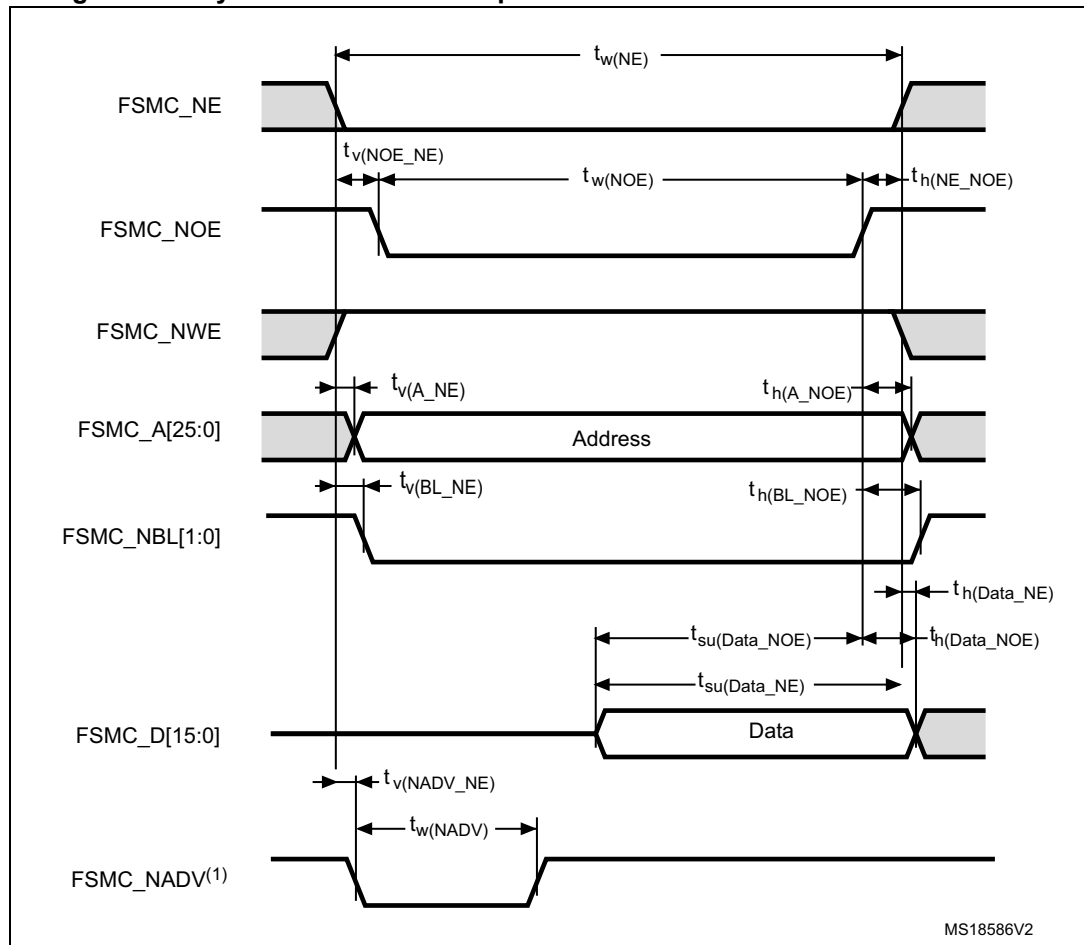 tw(NE)
FSMC_NE
tv(NOE_NE)
tw(NOE)
th(NE_NOE)
FSMC_NOE
FSMC_NWE
tv(A_NE)
th(A_NOE)
FSMC_A[25:0]
Address
tv(BL_NE)
th(BL_NOE)
FSMC_NBL[1:0]
th(Data_NE)
tsu(Data_NOE)
th(Data_NOE)
tsu(Data_NE)
FSMC_D[15:0]
Data
tv(NADV_NE)
tw(NADV)
FSMC_NADV(1)
MS18586V2